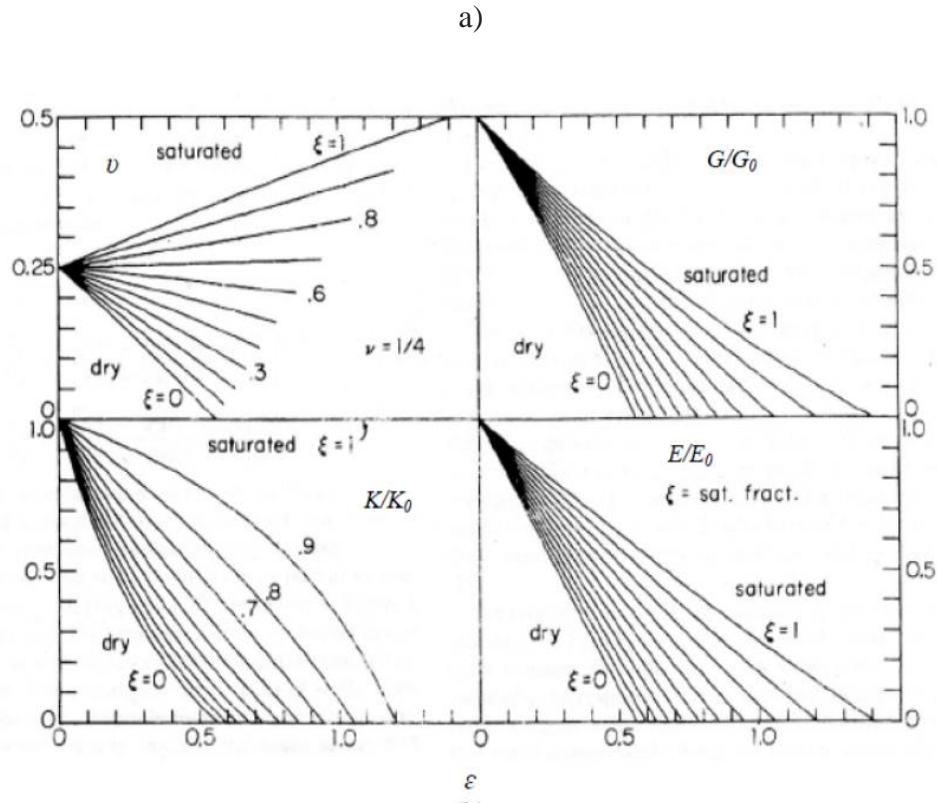 a)
0.5
υ
saturated
ξ=1
0.25
.8
.6
.3
ν = 1/4
dry
ξ=0
0
G/G0
1.0
saturated
0.5
ξ=1
dry
ξ=0
0
1.0
saturated ξ=1
K/K0
.9
0.5
.8
.7
dry
ξ=0
0
0 0.5 1.0
E/E0
1.0
ξ = sat. fract.
0.5
saturated
ξ=1
dry
ξ=0
0
0 0.5 1.0
ε